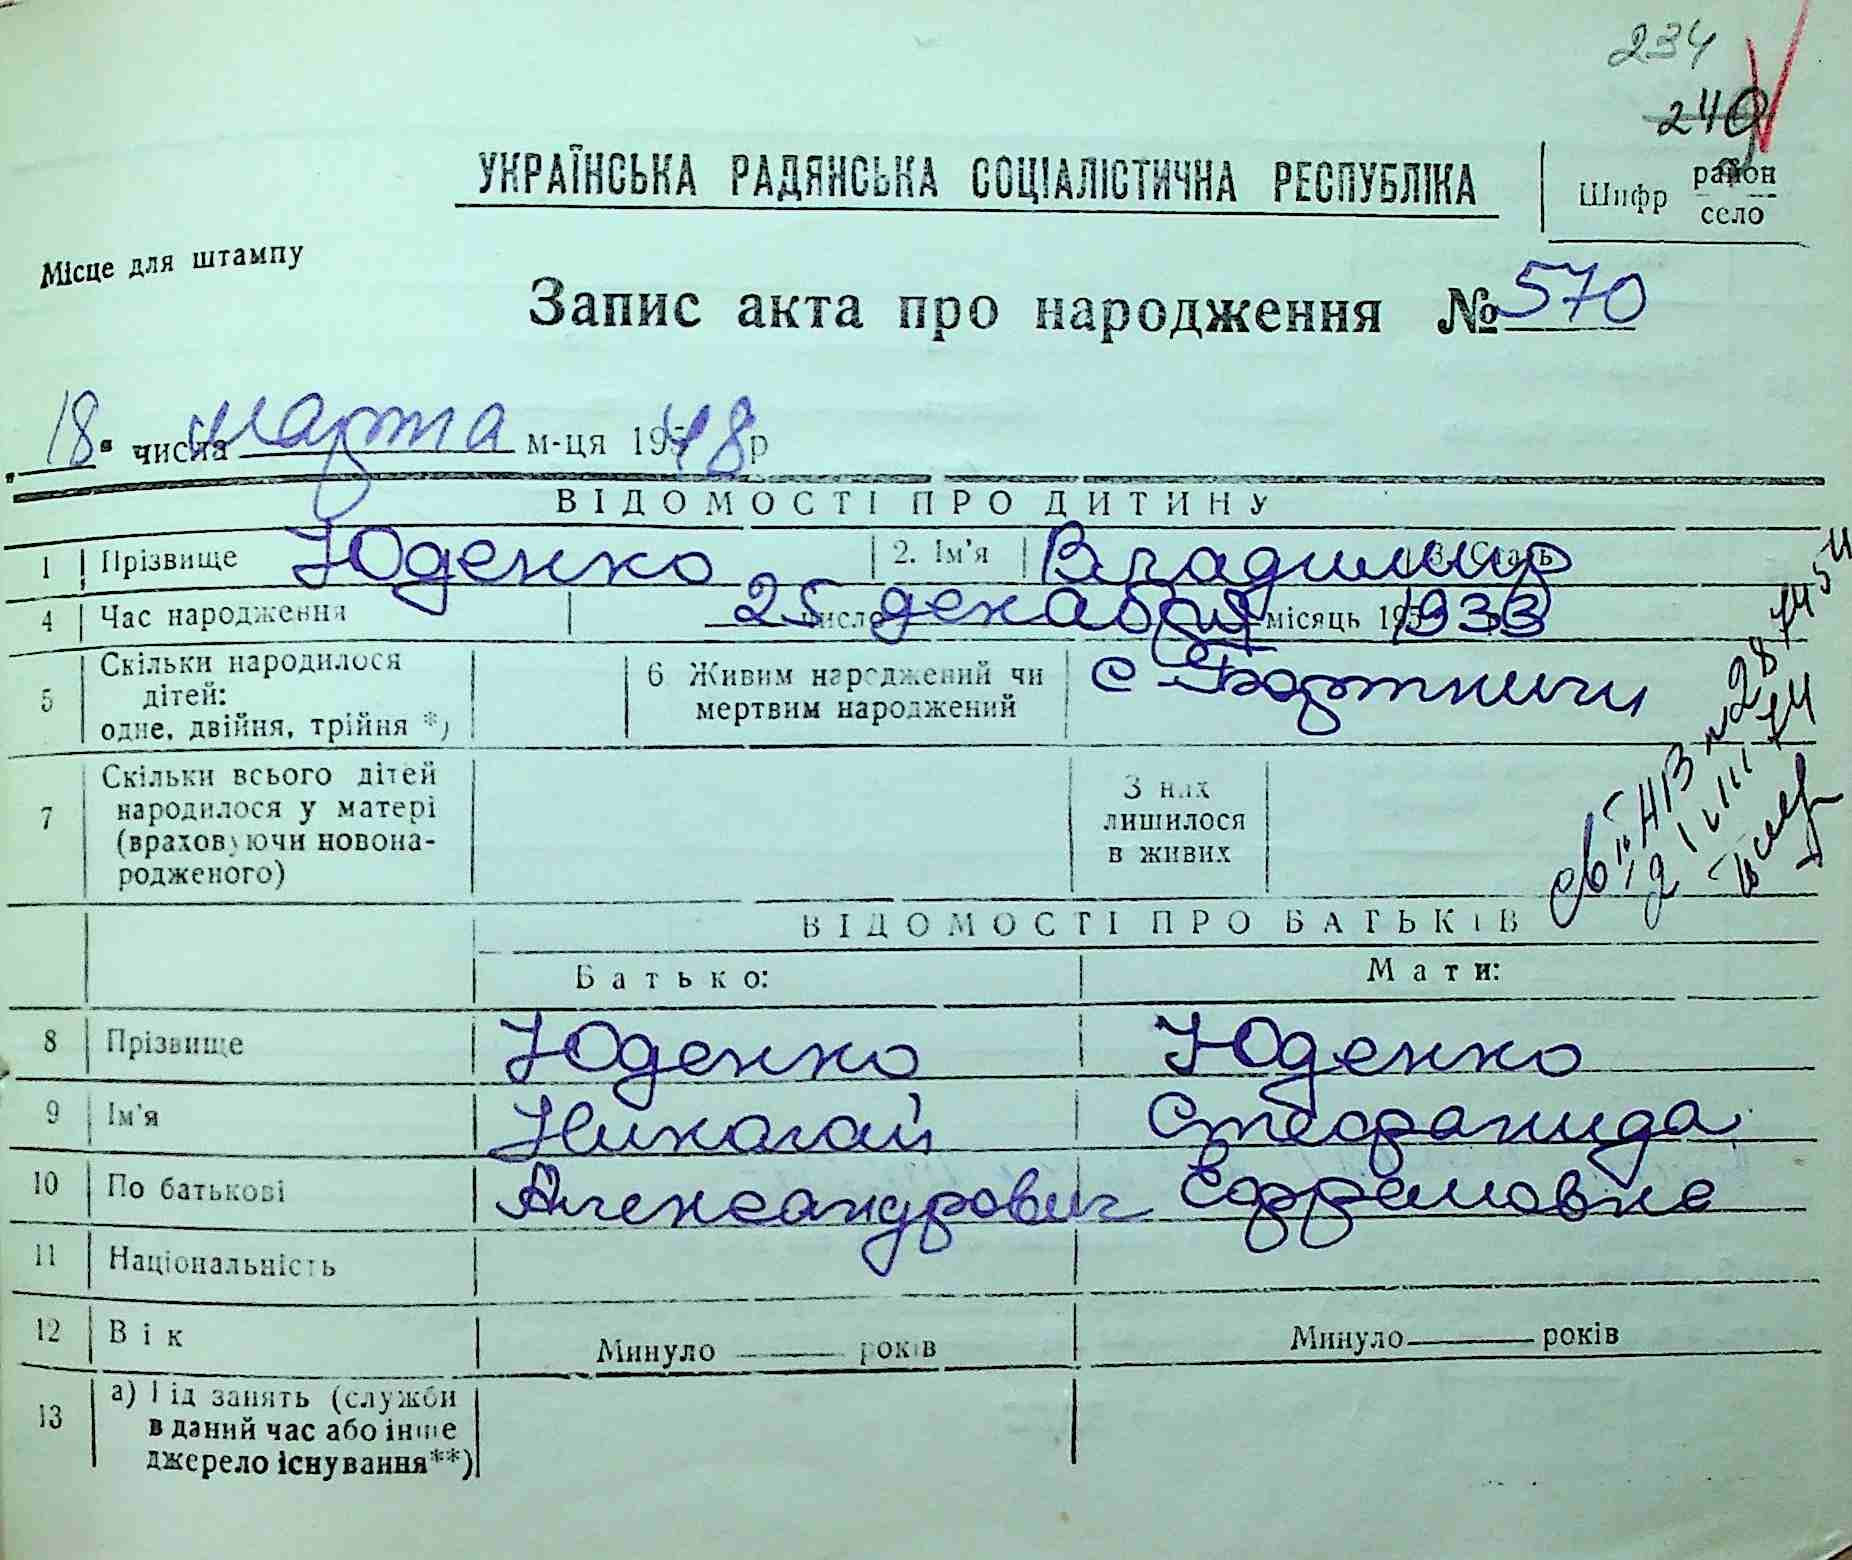 234
240
УКРАЇНСЬКА РАДЯНСЬКА СОЦІАЛІСТИЧНА РЕСПУБЛІКА
Шифр район село
Місце для штампу
Запис акта про народження № 570
18 числа марта м-ця 1948 р
ВІДОМОСТІ ПРО ДИТИНУ
1 Прізвище Юденко 2. Ім'я Владимир 3. Стать
4 Час народження 25 числа декабря місяць 1933
5 Скільки народилося дітей: одне, двійня, трійня *) 6 Живим народжений чи мертвим народжений с. Бортничи
7 Скільки всього дітей народилося у матері (враховуючи новонародженого) З них лишилося в живих
ВІДОМОСТІ ПРО БАТЬКІВ
Батько: Мати:
8 Прізвище Юденко Юденко
9 Ім'я Николай Стефанида
10 По батькові Александрович Ефремовна
11 Національність
12 Вік Минуло років Минуло років
13 а) Рід занять (служби в даний час або інше джерело існування**)